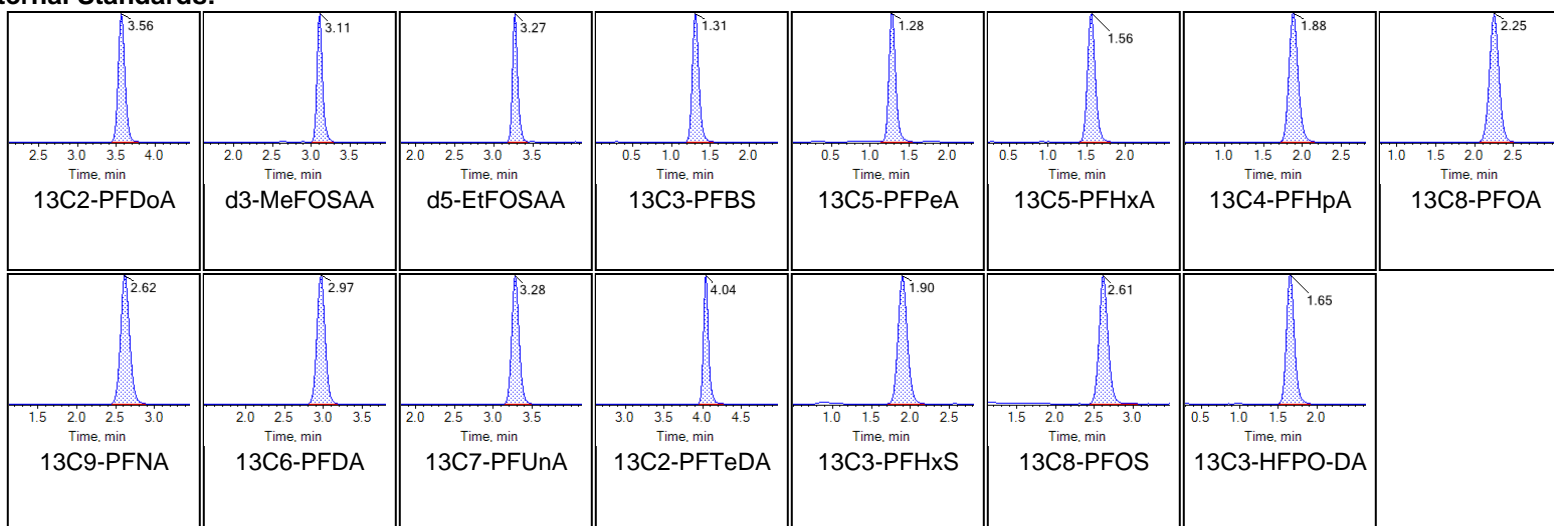 ternal Standards:
3.56 3.11 3.27 1.31 1.28 1.56 1.88 2.25
2.5 3.0 3.5 4.0 2.0 2.5 3.0 3.5 2.0 2.5 3.0 3.5 0.5 1.0 1.5 2.0 0.5 1.0 1.5 2.0 0.5 1.0 1.5 2.0 1.0 1.5 2.0 2.5 1.0 1.5 2.0 2.5
Time, min Time, min Time, min Time, min Time, min Time, min Time, min Time, min
13C2-PFDoA d3-MeFOSAA d5-EtFOSAA 13C3-PFBS 13C5-PFPeA 13C5-PFHxA 13C4-PFHpA 13C8-PFOA
2.62 2.97 3.28 4.04 1.90 2.61 1.65
1.5 2.0 2.5 3.0 2.0 2.5 3.0 3.5 2.0 2.5 3.0 3.5 3.0 3.5 4.0 4.5 1.0 1.5 2.0 2.5 1.5 2.0 2.5 3.0 0.5 1.0 1.5 2.0
Time, min Time, min Time, min Time, min Time, min Time, min Time, min
13C9-PFNA 13C6-PFDA 13C7-PFUnA 13C2-PFTeDA 13C3-PFHxS 13C8-PFOS 13C3-HFPO-DA